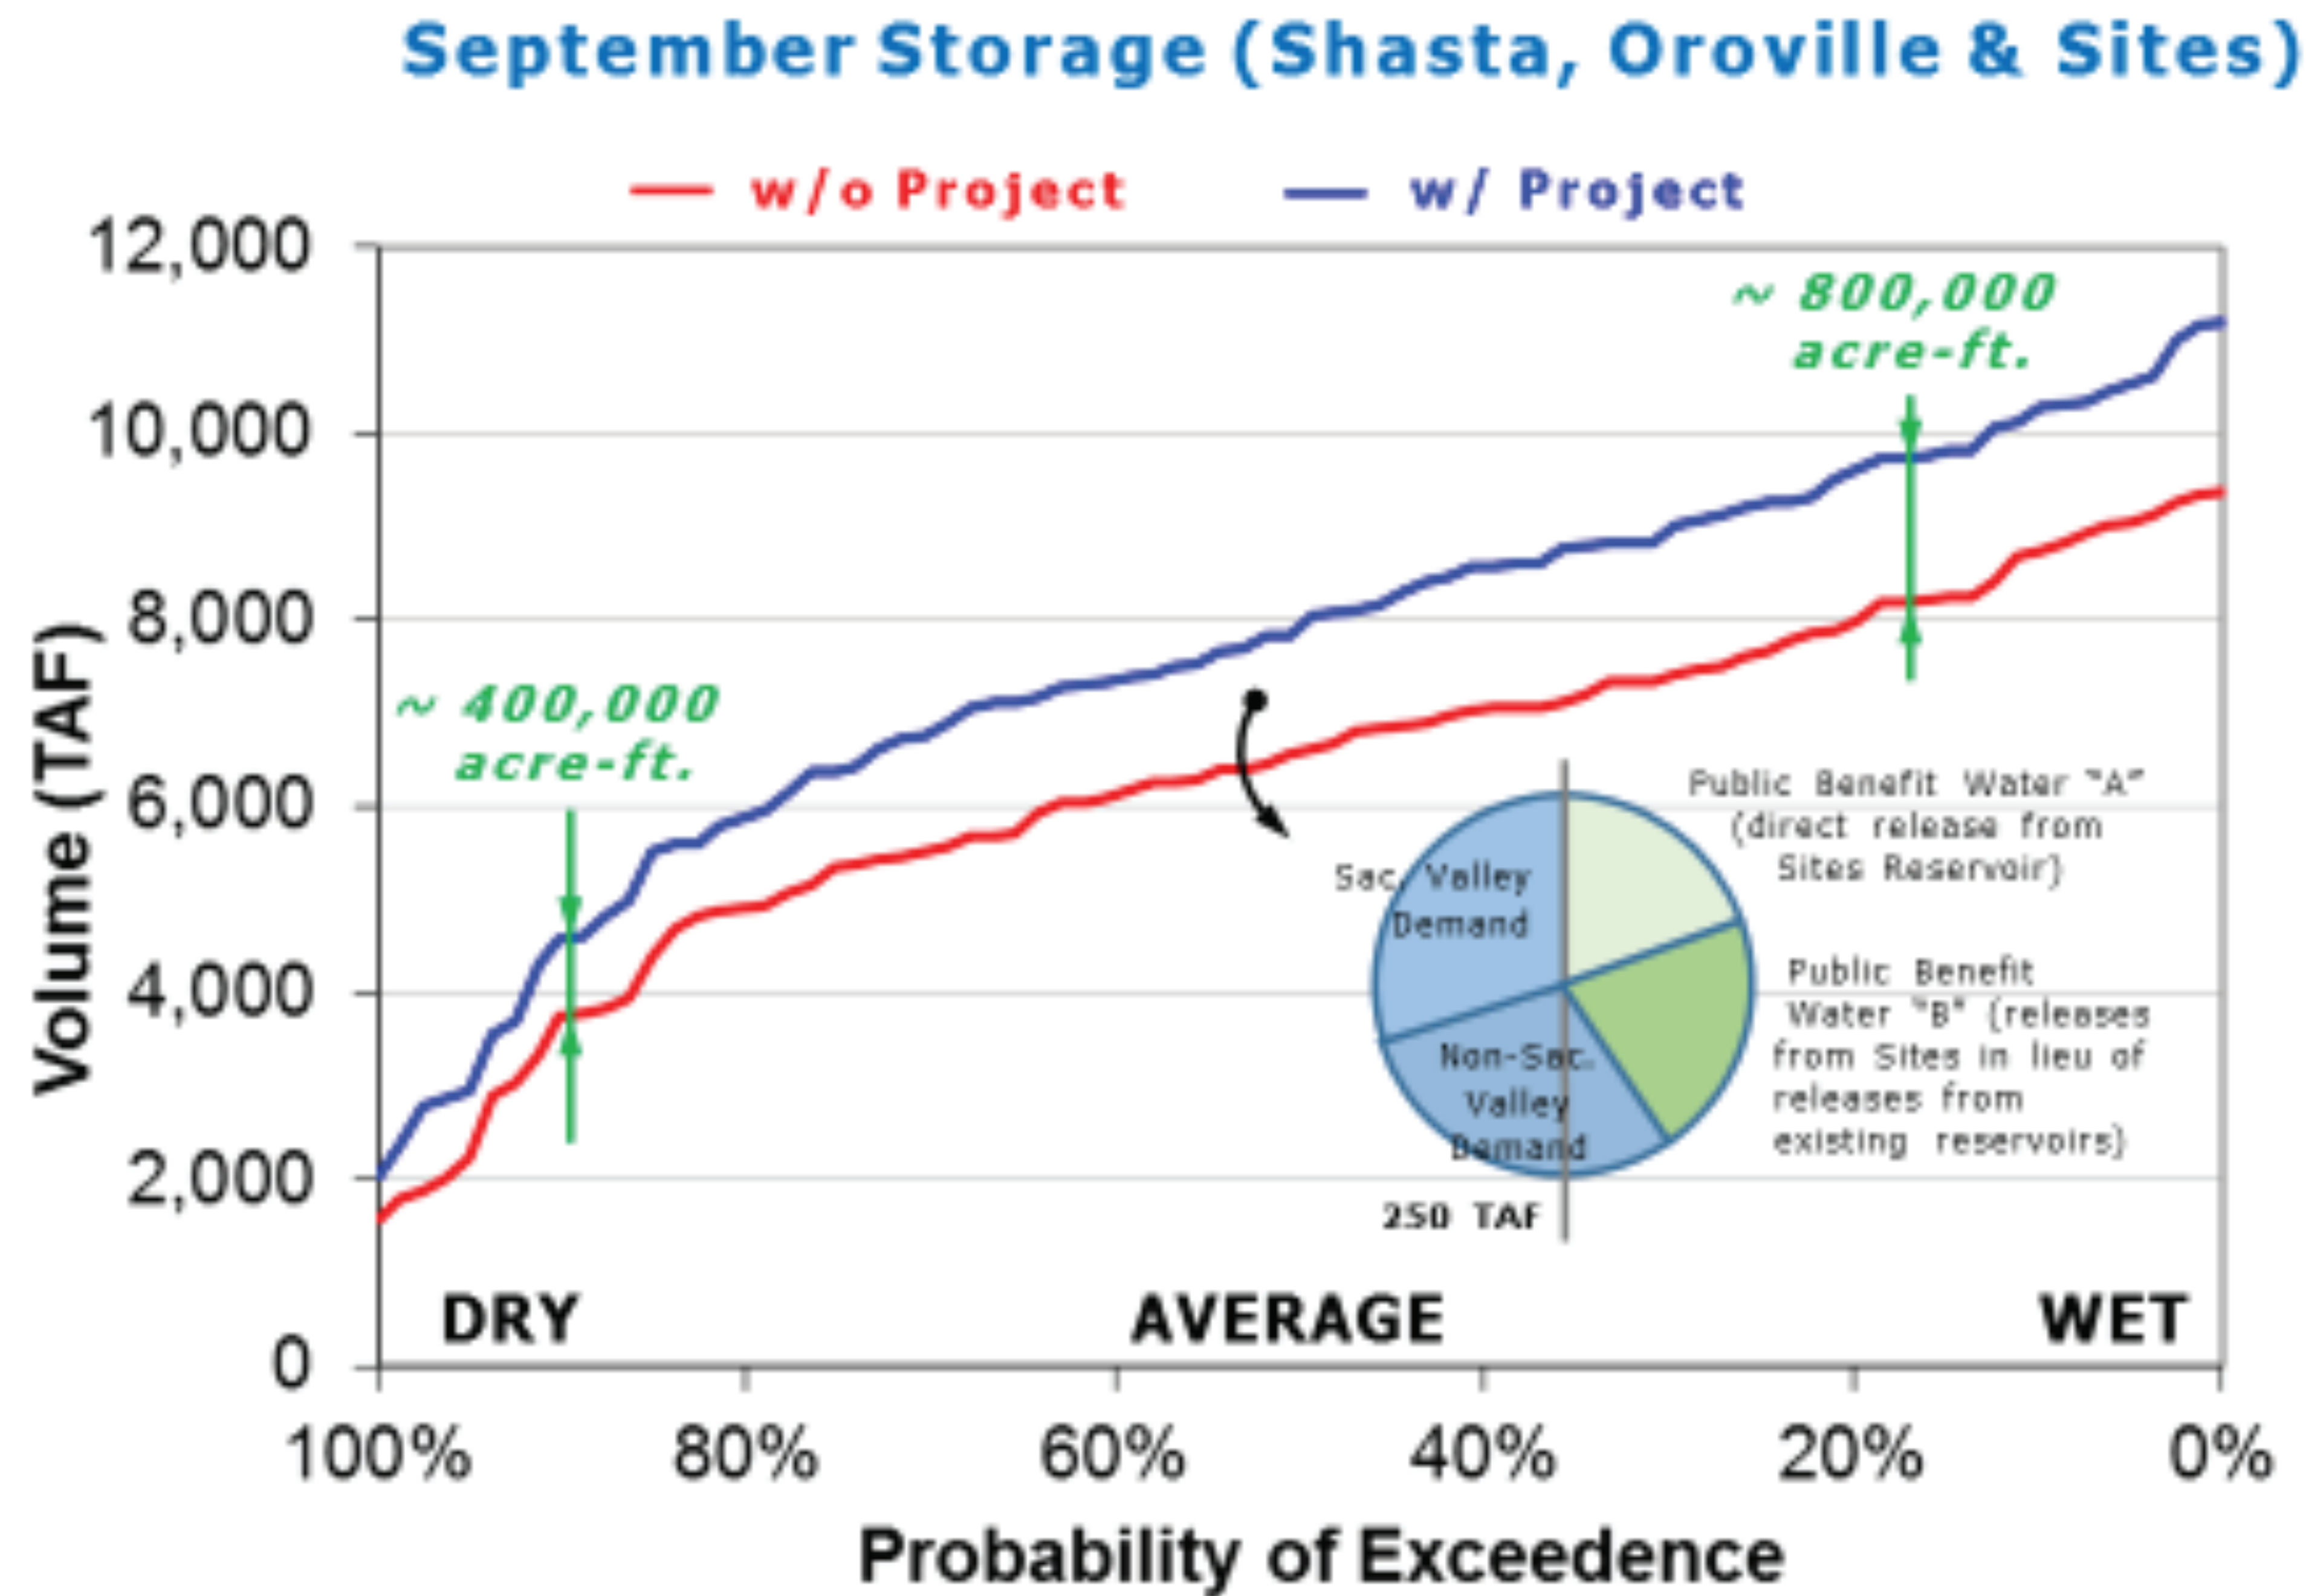 September Storage (Shasta, Oroville & Sites)
w/o Project
w/ Project
12,000
10,000
8,000
6,000
4,000
2,000
0
Volume (TAF)
~ 400,000
acre-ft.
~ 800,000
acre-ft.
Sac. Valley
Demand
Non-Sac.
Valley
Demand
Public Benefit Water "A"
(direct release from
Sites Reservoir)
Public Benefit
Water "B" (releases
from Sites in lieu of
releases from
existing reservoirs)
250 TAF
DRY
AVERAGE
WET
100%
80%
60%
40%
20%
0%
Probability of Exceedence